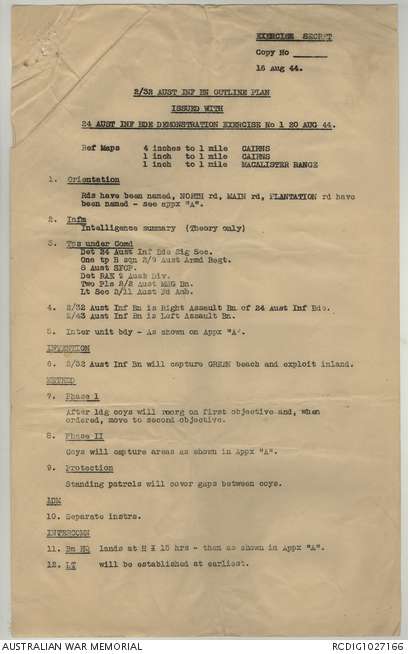 EXERCISE SECRET
Copy No
16 Aug 44.
2/32 AUST INF BN OUTLINE PLAN
ISSUED WITH
24 AUST INF BDE DEMONSTRATION EXERCISE No 1 20 AUG 44.
Ref Maps 4 inches to 1 mile CAIRNS
1 inch to 1 mile CAIRNS
1 inch to 1 mile MACALISTER RANGE
1. Orientation
Rds have been named, NORTH rd, MAIN rd, PLANTATION rd have
been named - see appx "A".
2. Infm
Intelligence summary (Theory only)
3. Tps under Comd
Det 24 Aust Inf Bde Sig Sec.
One tp B sqn 2/9 Aust Armd Regt.
8 Aust SFCP.
Det RAE 9 Aust Div.
Two Pls 2/2 Aust MMG Bn.
Lt Sec 2/11 Aust Fd Amb.
4. 2/32 Aust Inf Bn is Right Assault Bn of 24 Aust Inf Bde.
2/43 Aust Inf Bn is Left Assault Bn.
5. Inter unit bdy - As shown on Appx "A".
INTENTION
6. 2/32 Aust Inf Bn will capture GREEN beach and exploit inland.
METHOD
7. Phase I
After ldg coys will reorg on first objective and, when
ordered, move to second objective.
8. Phase II
Coys will capture areas as shown in Appx "A".
9. Protection
Standing patrols will cover gaps between coys.
ADM
10. Separate instrs.
INTERCOMN
11. Bn HQ lands at H + 15 hrs - then as shown in Appx "A".
12. LT will be established at earliest.
AUSTRALIAN WAR MEMORIAL
RCDIG1027166